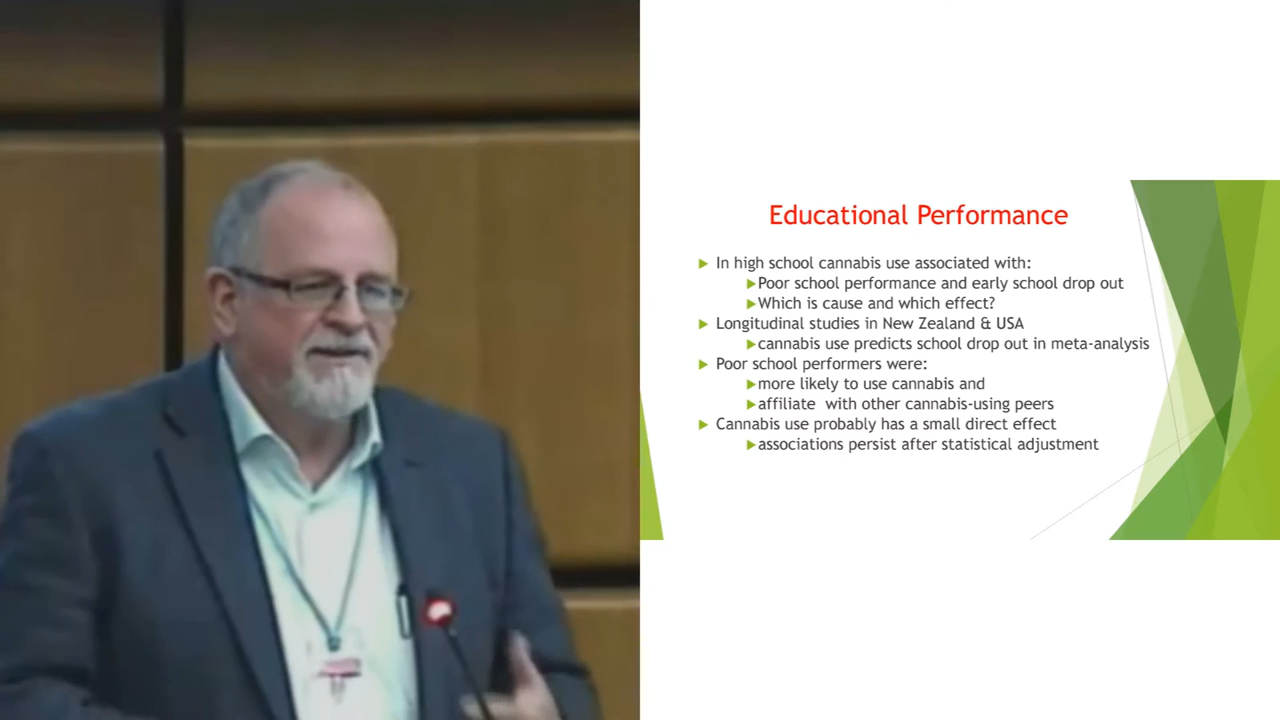 Educational Performance
In high school cannabis use associated with:
Poor school performance and early school drop out
Which is cause and which effect?
Longitudinal studies in New Zealand & USA
cannabis use predicts school drop out in meta-analysis
Poor school performers were:
more likely to use cannabis and
affiliate with other cannabis-using peers
Cannabis use probably has a small direct effect
associations persist after statistical adjustment